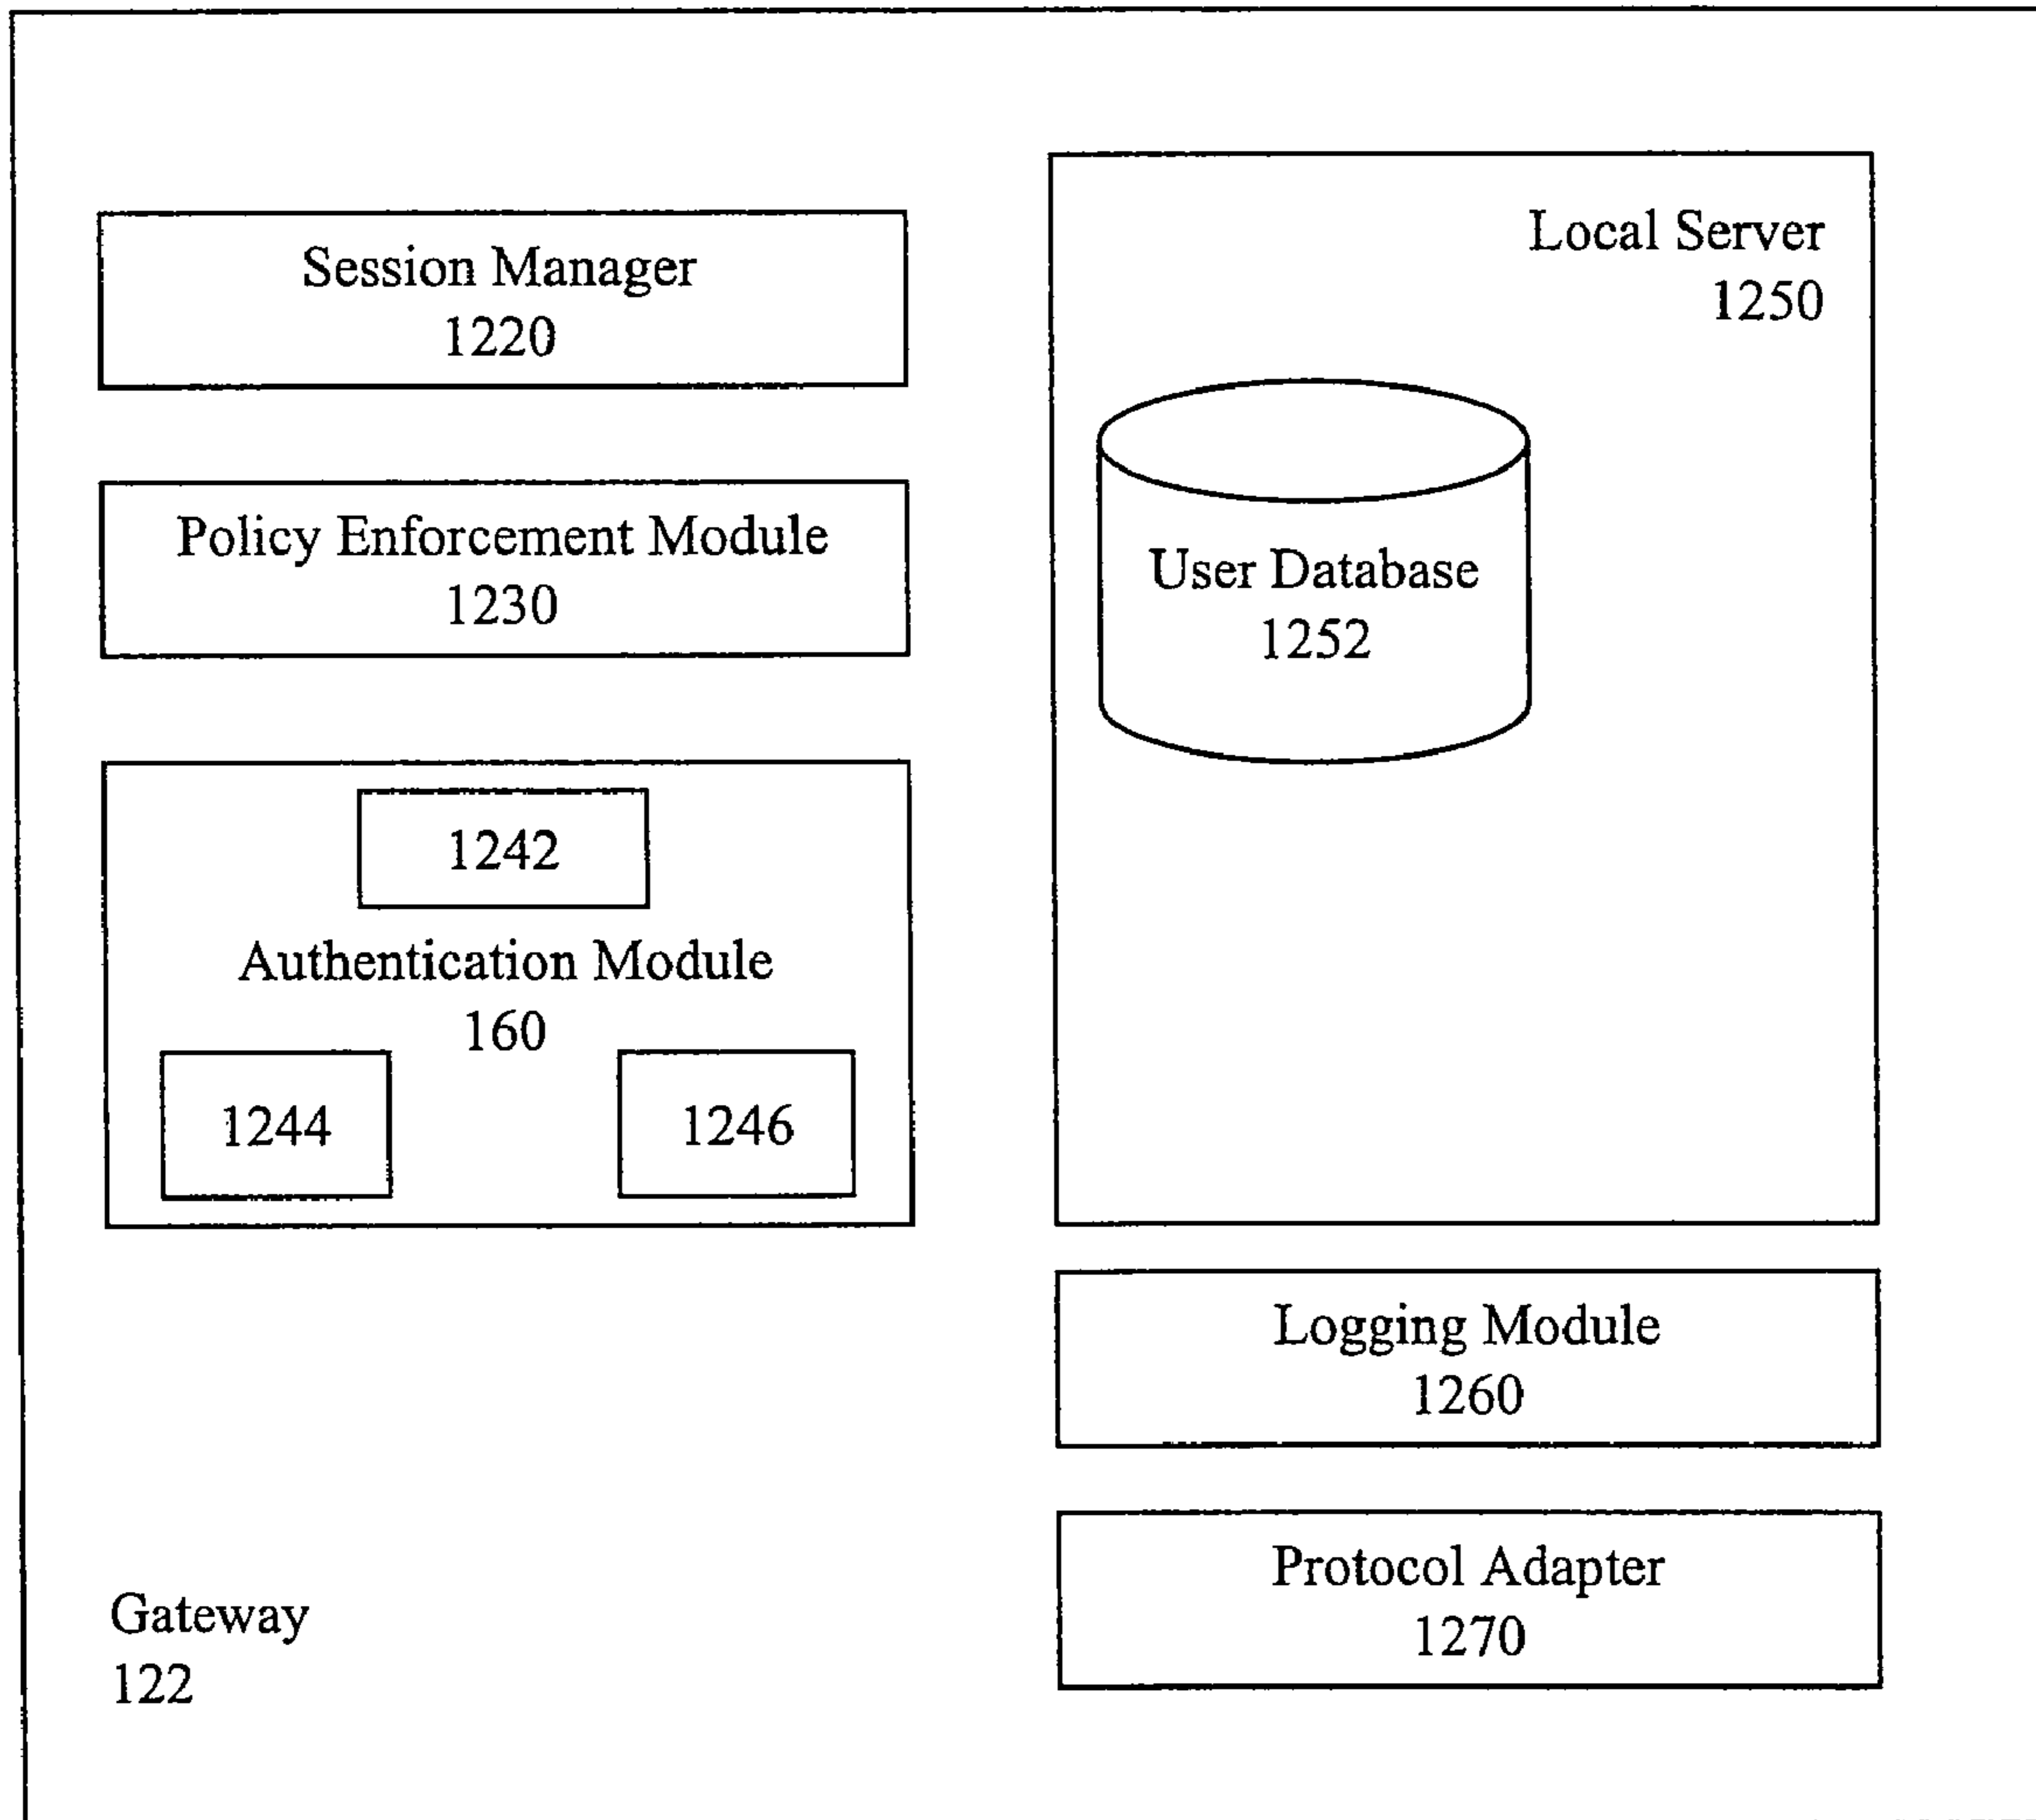 Session Manager
1220
Policy Enforcement Module
1230
1242
Authentication Module
160
1244
1246
Gateway
122
Local Server
1250
User Database
1252
Logging Module
1260
Protocol Adapter
1270